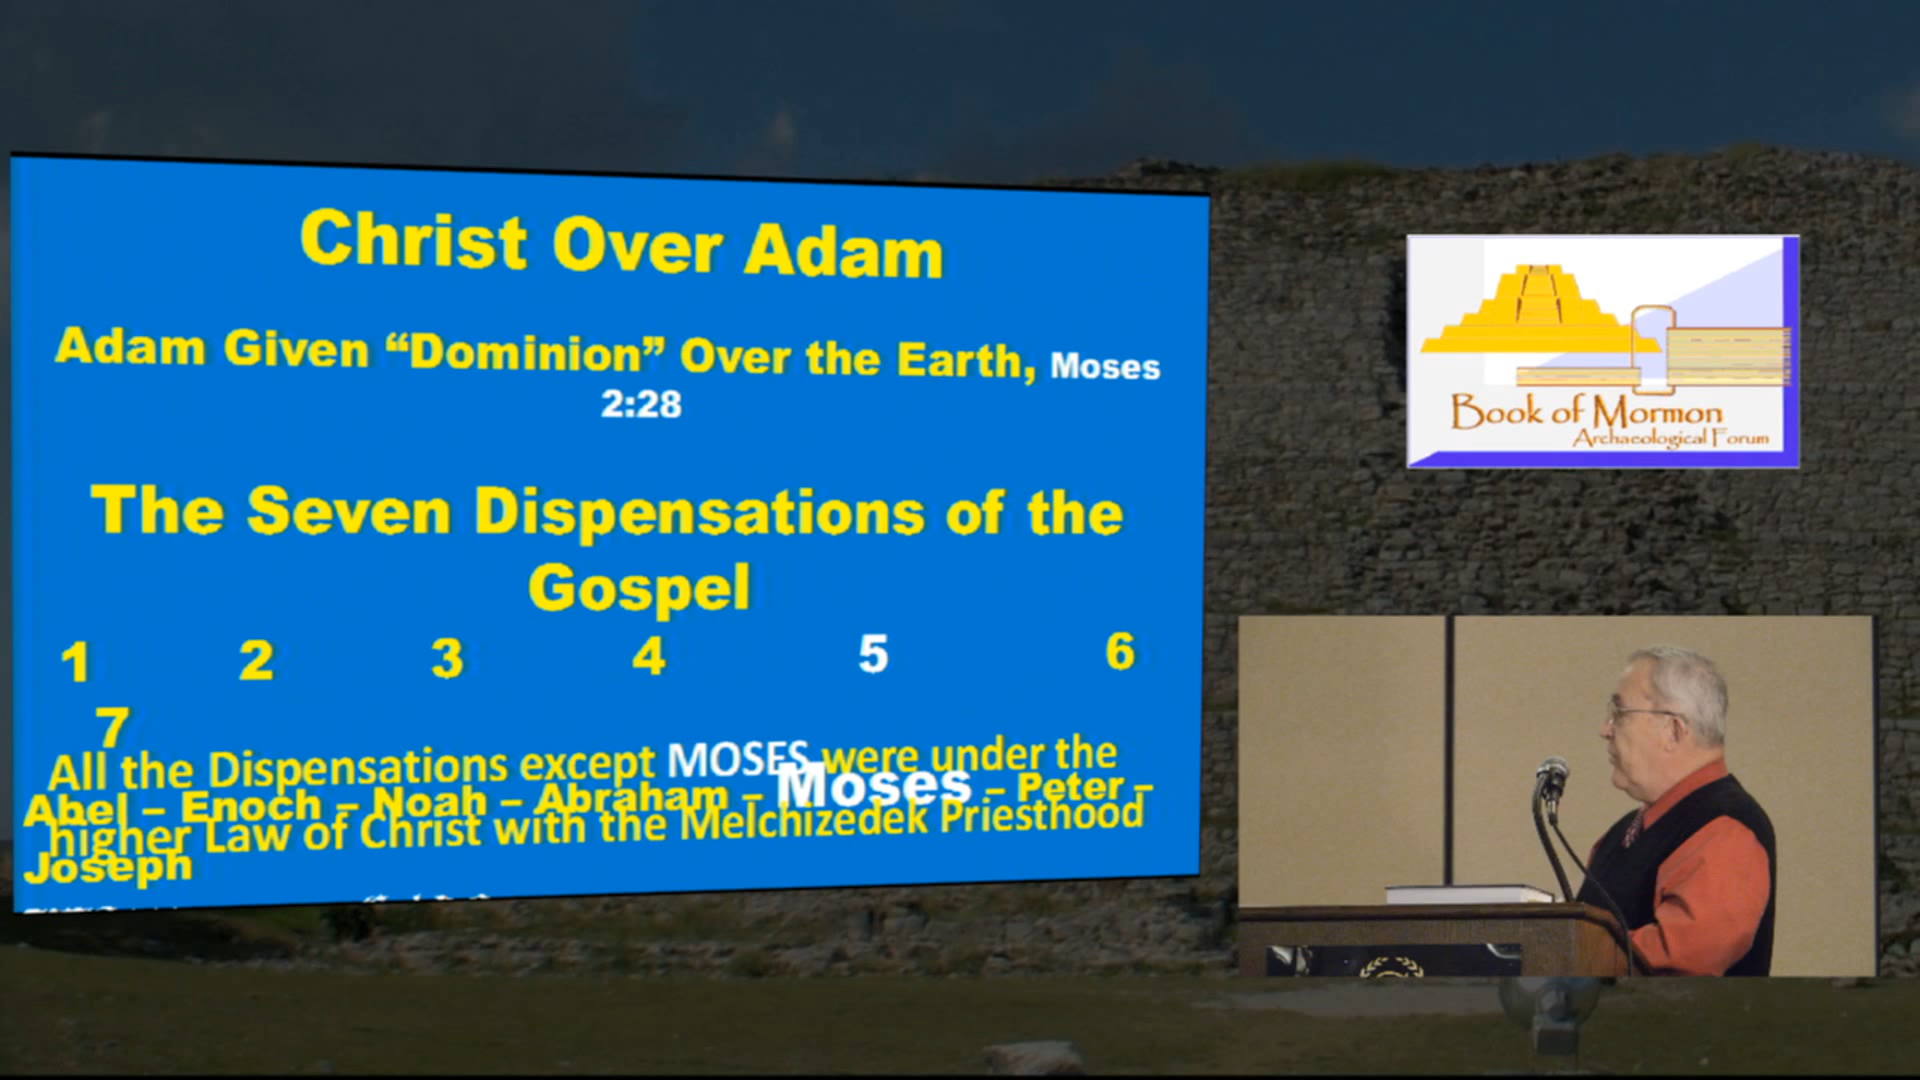 Christ Over Adam
Adam Given “Dominion” Over the Earth, Moses
2:28
The Seven Dispensations of the
Gospel
1 2 3 4 5 6
7
All the Dispensations except MOSES were under the
Abel – Enoch – Noah – Abraham – Moses – Peter –
higher Law of Christ with the Melchizedek Priesthood
Joseph
Book of Mormon
Archaeological Forum